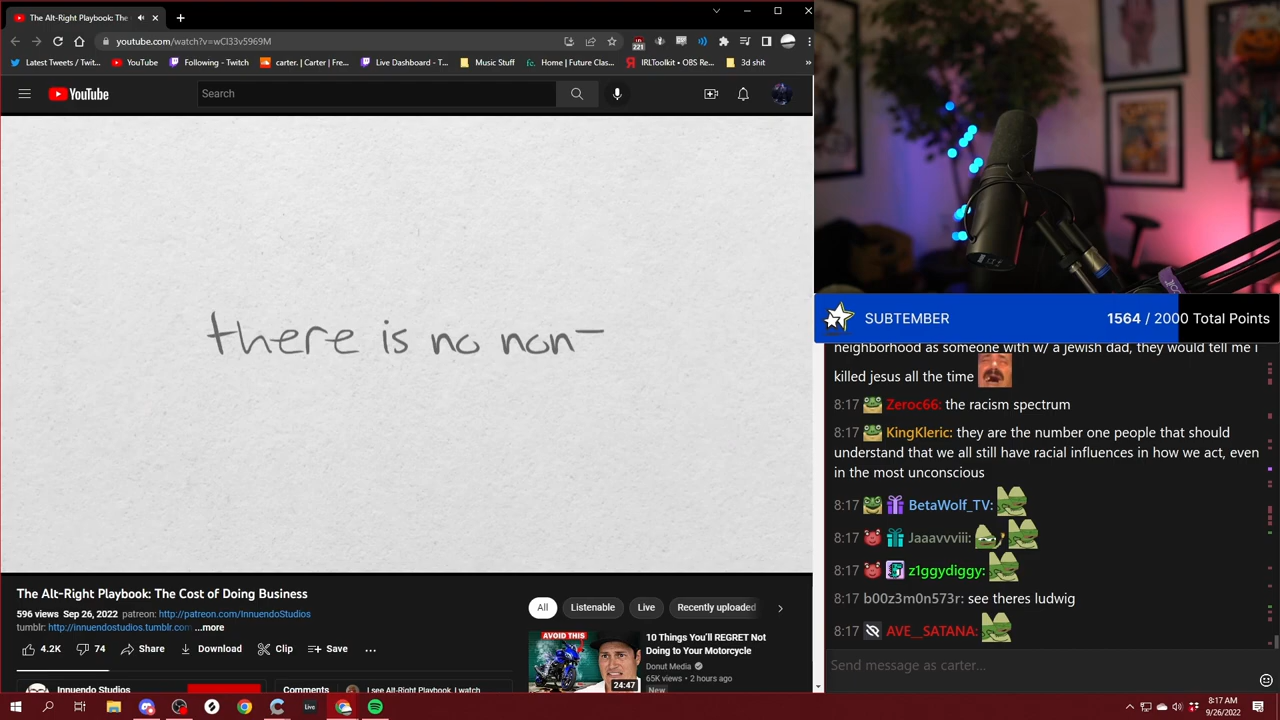 The Alt-Right Playbook: The
youtube.com/watch?v=wCl33v5969M
221
Latest Tweets / Twit...
YouTube
Following - Twitch
carter. | Carter | Fre...
Live Dashboard - T...
Music Stuff
fc.
Home | Future Clas...
IRLToolkit • OBS Re...
3d shit
»
YouTube
Search
there is no non-
SUBTEMBER
1564 / 2000 Total Points
neighborhood as someone with w/ a jewish dad, they would tell me i
killed jesus all the time
8:17 Zeroc66: the racism spectrum
8:17 KingKleric: they are the number one people that should
understand that we all still have racial influences in how we act, even
in the most unconscious
8:17 BetaWolf_TV:
8:17 Jaaavvviii:
8:17 z1ggydiggy:
8:17 b00z3m0n573r: see theres ludwig
8:17 AVE__SATANA:
Send message as carter...
The Alt-Right Playbook: The Cost of Doing Business
596 views Sep 26, 2022 patreon: http://patreon.com/InnuendoStudios
tumblr: http://innuendostudios.tumblr.com ...more
4.2K
74
Share
Download
Clip
Save
All
Listenable
Live
Recently uploaded
AVOID THIS
24:47
10 Things You'll REGRET Not
Doing to Your Motorcycle
Donut Media
65K views • 2 hours ago
New
Innuendo Studios
Comments
I see Alt-Right Playbook, I watch
Live
8:17 AM
9/26/2022